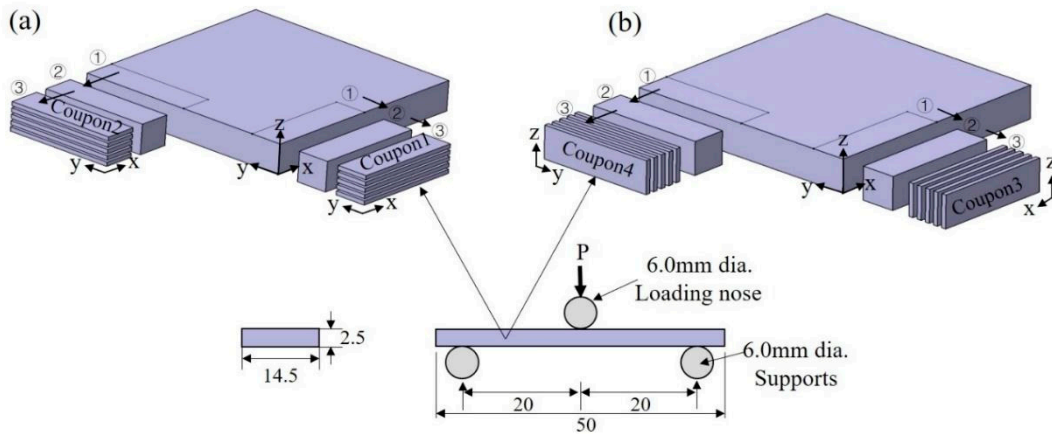 (a)
①
②
③
Coupon2
y
x
①
②
③
Coupon1
z
y
x
y
x
(b)
①
②
③
z
Coupon4
y
①
②
③
z
y
x
Coupon3
z
x
P
6.0mm dia.
Loading nose
2.5
14.5
6.0mm dia.
Supports
20
20
50